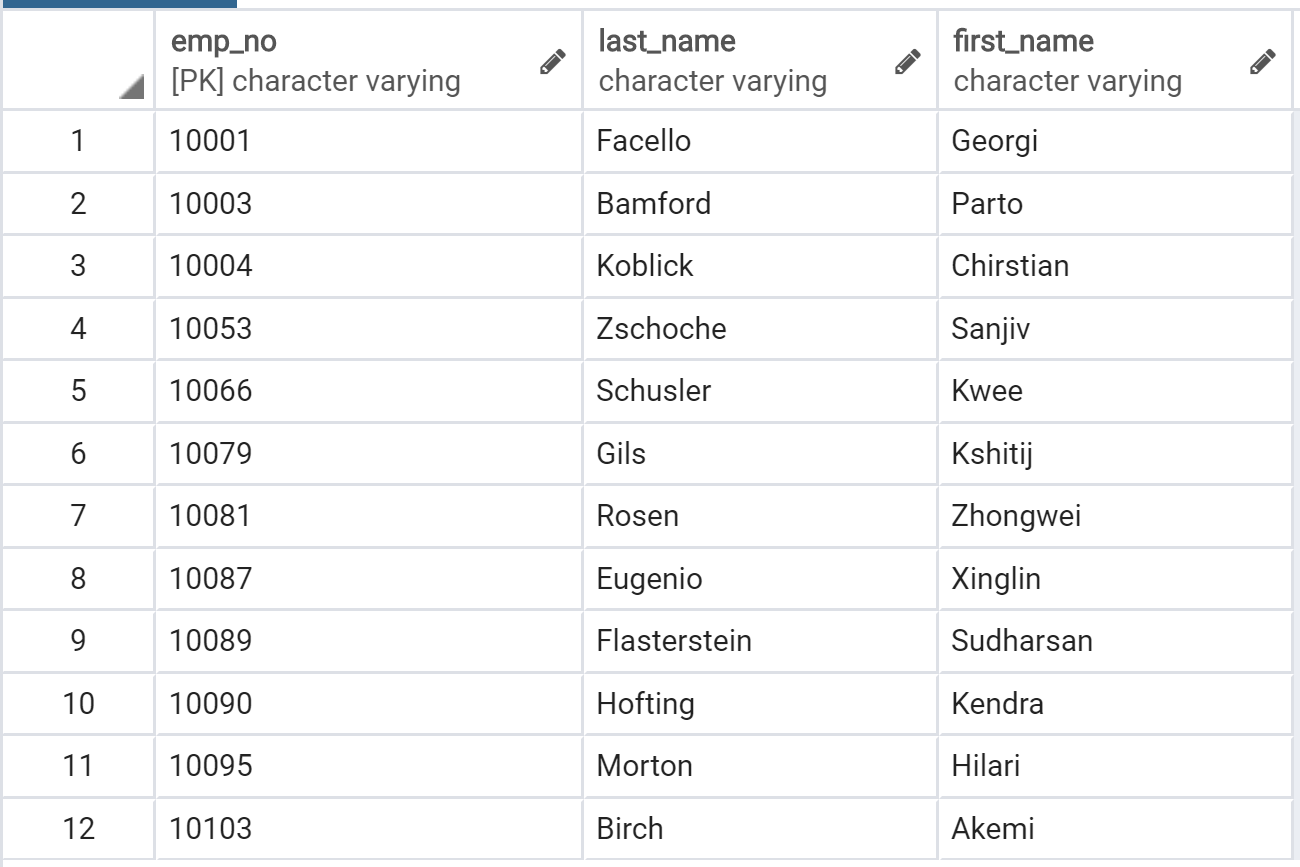 emp_no last_name first_name
[PK] character varying character varying character varying
1 10001 Facello Georgi
2 10003 Bamford Parto
3 10004 Koblick Chirstian
4 10053 Zschoche Sanjiv
5 10066 Schusler Kwee
6 10079 Gils Kshitij
7 10081 Rosen Zhongwei
8 10087 Eugenio Xinglin
9 10089 Flasterstein Sudharsan
10 10090 Hofting Kendra
11 10095 Morton Hilari
12 10103 Birch Akemi